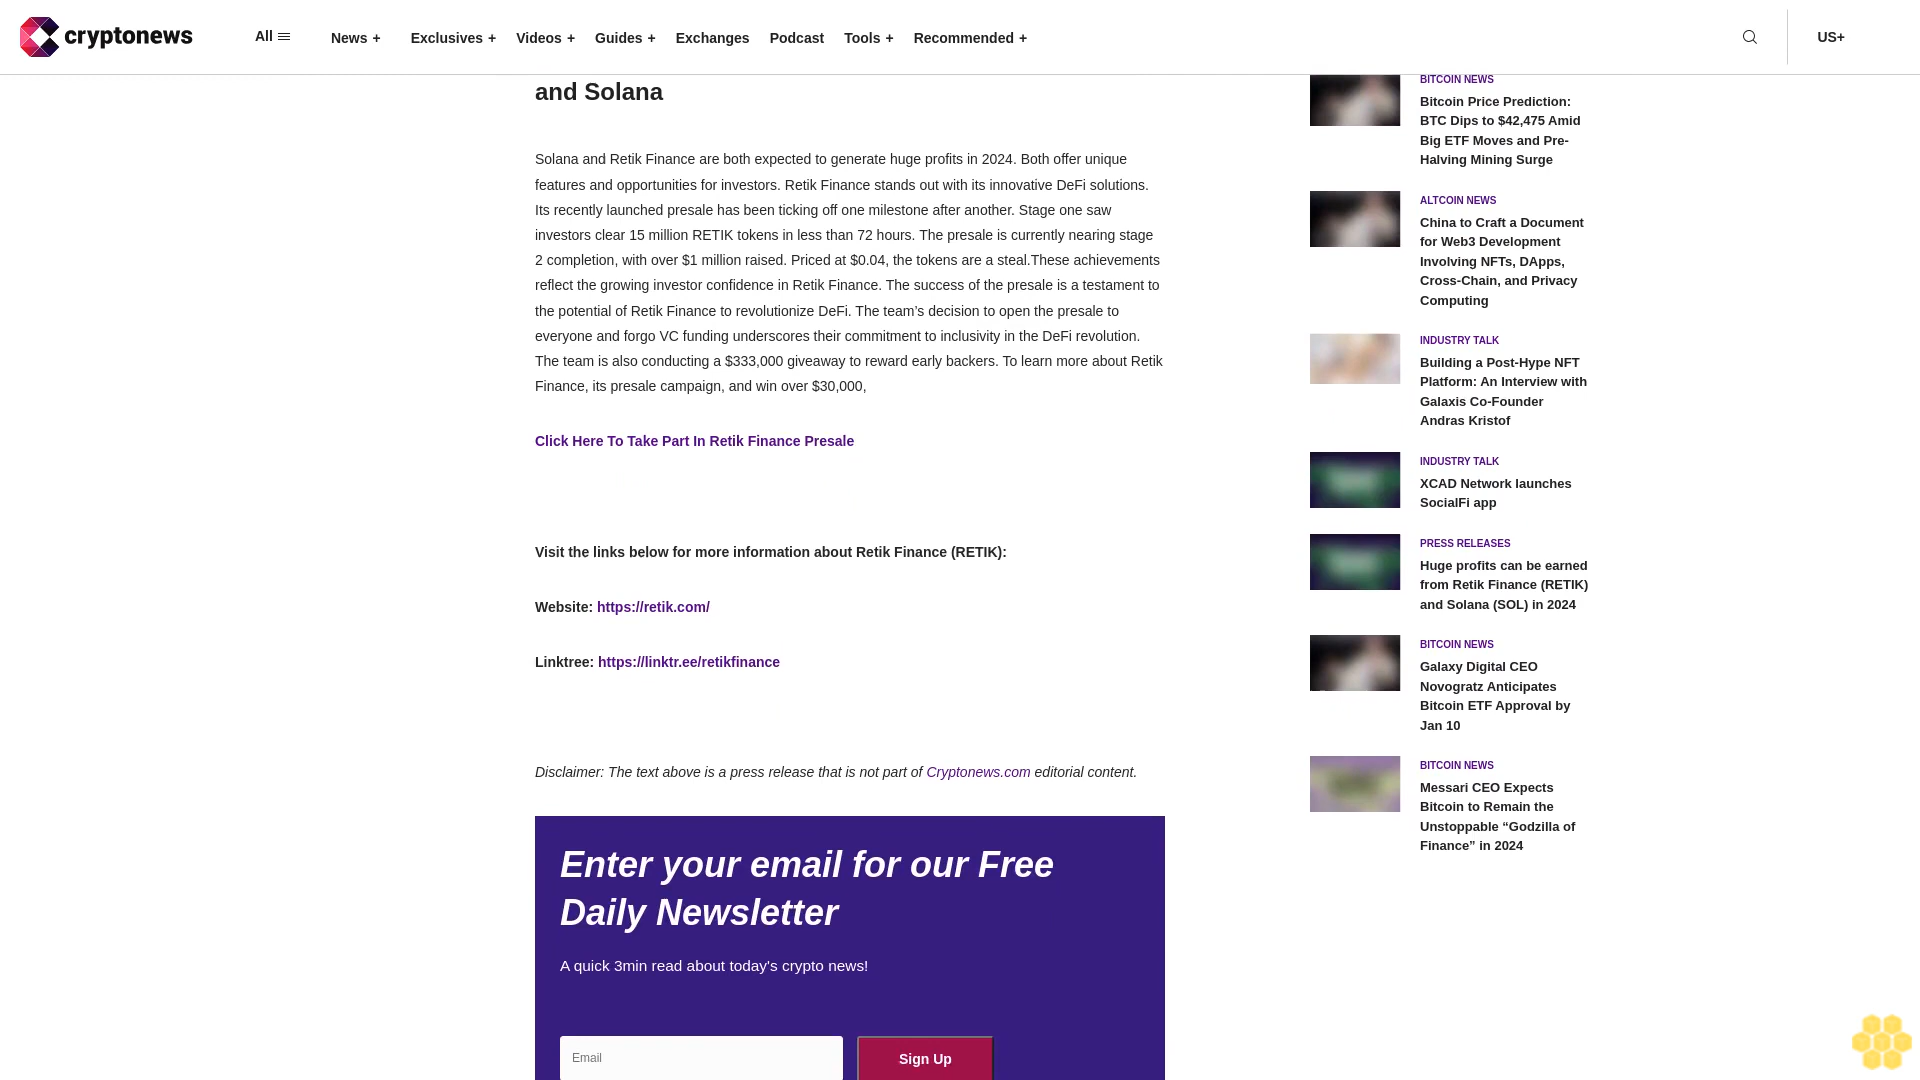 cryptonews
All
News +
Exclusives +
Videos +
Guides +
Exchanges
Podcast
Tools +
Recommended +
US+
and Solana
Solana and Retik Finance are both expected to generate huge profits in 2024. Both offer unique
features and opportunities for investors. Retik Finance stands out with its innovative DeFi solutions.
Its recently launched presale has been ticking off one milestone after another. Stage one saw
investors clear 15 million RETIK tokens in less than 72 hours. The presale is currently nearing stage
2 completion, with over $1 million raised. Priced at $0.04, the tokens are a steal.These achievements
reflect the growing investor confidence in Retik Finance. The success of the presale is a testament to
the potential of Retik Finance to revolutionize DeFi. The team’s decision to open the presale to
everyone and forgo VC funding underscores their commitment to inclusivity in the DeFi revolution.
The team is also conducting a $333,000 giveaway to reward early backers. To learn more about Retik
Finance, its presale campaign, and win over $30,000,
Click Here To Take Part In Retik Finance Presale
Visit the links below for more information about Retik Finance (RETIK):
Website: https://retik.com/
Linktree: https://linktr.ee/retikfinance
Disclaimer: The text above is a press release that is not part of Cryptonews.com editorial content.
Enter your email for our Free
Daily Newsletter
A quick 3min read about today's crypto news!
Email
Sign Up
BITCOIN NEWS
Bitcoin Price Prediction:
BTC Dips to $42,475 Amid
Big ETF Moves and Pre-
Halving Mining Surge
ALTCOIN NEWS
China to Craft a Document
for Web3 Development
Involving NFTs, DApps,
Cross-Chain, and Privacy
Computing
INDUSTRY TALK
Building a Post-Hype NFT
Platform: An Interview with
Galaxis Co-Founder
Andras Kristof
INDUSTRY TALK
XCAD Network launches
SocialFi app
PRESS RELEASES
Huge profits can be earned
from Retik Finance (RETIK)
and Solana (SOL) in 2024
BITCOIN NEWS
Galaxy Digital CEO
Novogratz Anticipates
Bitcoin ETF Approval by
Jan 10
BITCOIN NEWS
Messari CEO Expects
Bitcoin to Remain the
Unstoppable “Godzilla of
Finance” in 2024